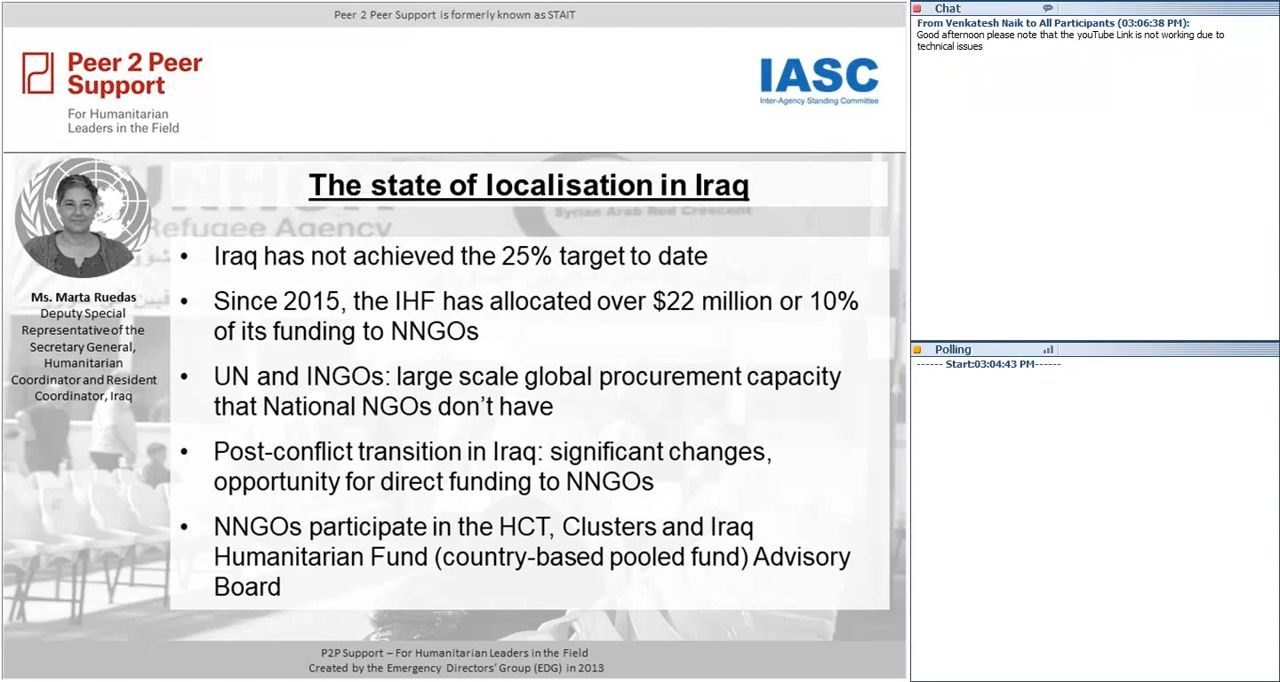 Peer 2 Peer Support is formerly known as STAIT
Peer 2 Peer
Support
For Humanitarian
Leaders in the Field
IASC
Inter-Agency Standing Committee
UNHCR
Refugee Agency
Syrian Arab Red Crescent
The state of localisation in Iraq
Ms. Marta Ruedas
Deputy Special
Representative of the
Secretary General,
Humanitarian
Coordinator and Resident
Coordinator, Iraq
• Iraq has not achieved the 25% target to date
• Since 2015, the IHF has allocated over $22 million or 10%
of its funding to NNGOs
• UN and INGOs: large scale global procurement capacity
that National NGOs don’t have
• Post-conflict transition in Iraq: significant changes,
opportunity for direct funding to NNGOs
• NNGOs participate in the HCT, Clusters and Iraq
Humanitarian Fund (country-based pooled fund) Advisory
Board
P2P Support – For Humanitarian Leaders in the Field
Created by the Emergency Directors’ Group (EDG) in 2013
Chat
From Venkatesh Naik to All Participants (03:06:38 PM):
Good afternoon please note that the youTube Link is not working due to
technical issues
Polling
------ Start:03:04:43 PM------